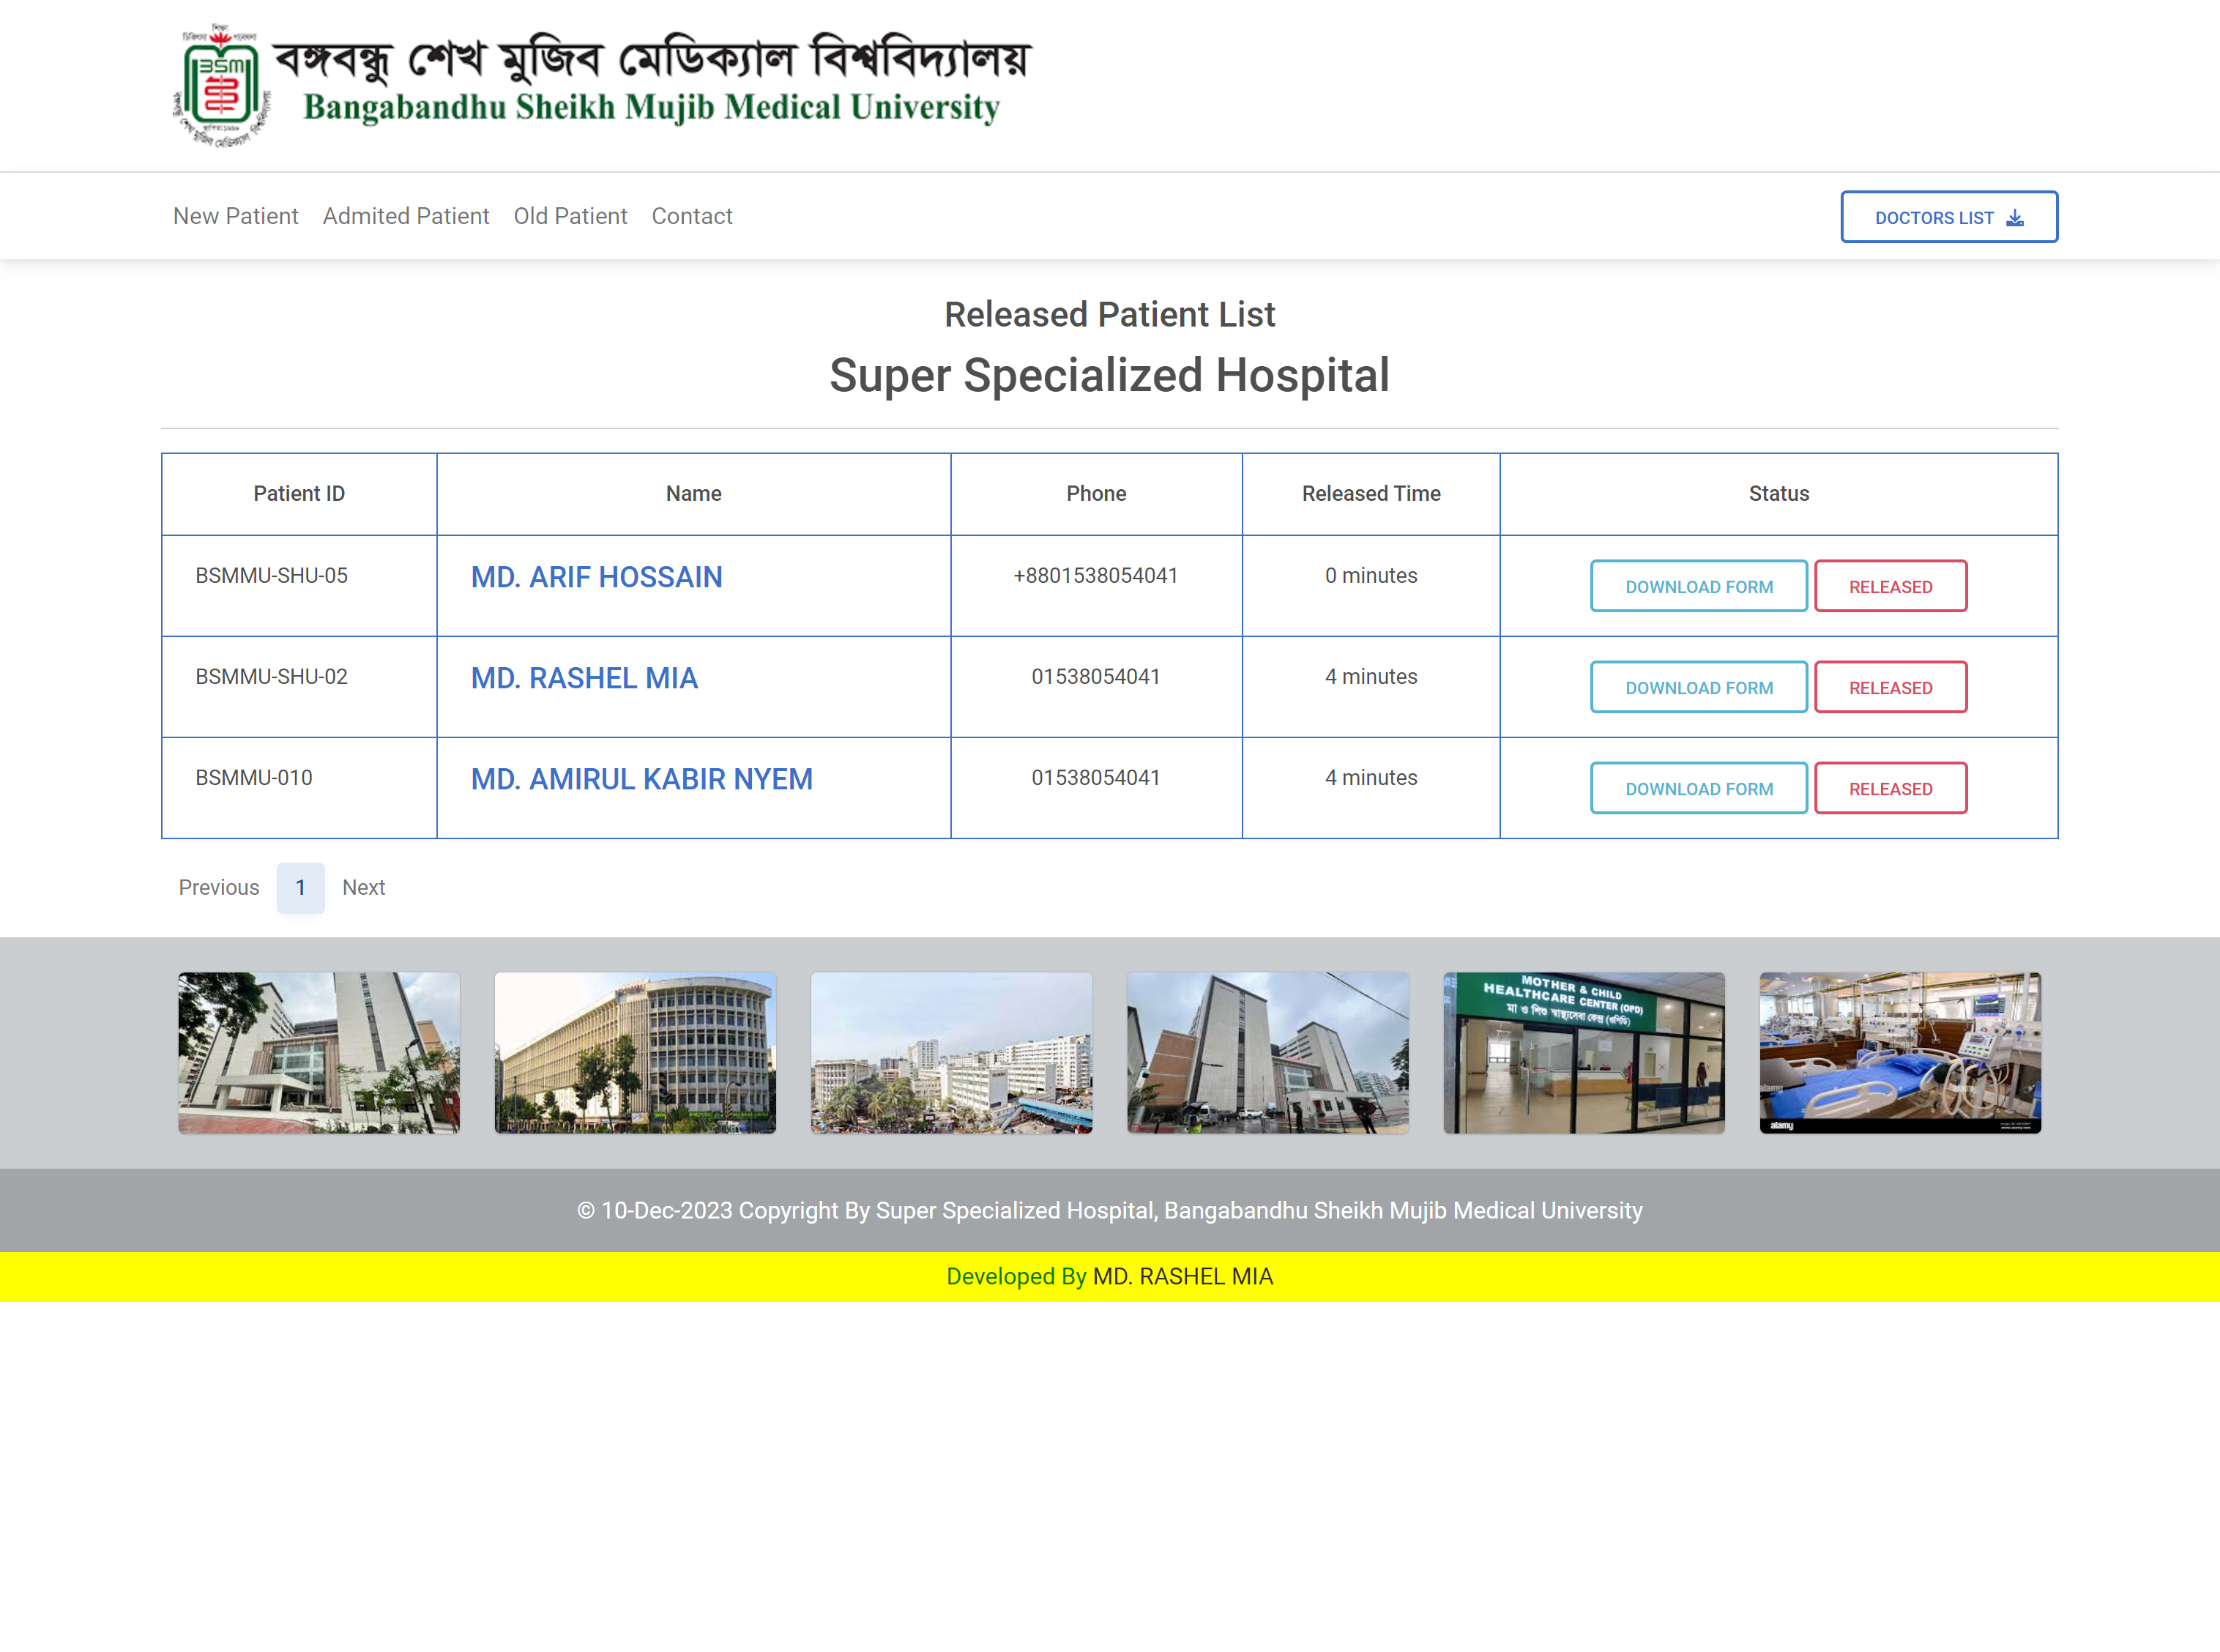 বঙ্গবন্ধু শেখ মুজিব মেডিক্যাল বিশ্ববিদ্যালয়
Bangabandhu Sheikh Mujib Medical University
BSM
New Patient Admited Patient Old Patient Contact
DOCTORS LIST
Released Patient List
Super Specialized Hospital
Patient ID Name Phone Released Time Status
BSMMU-SHU-05 MD. ARIF HOSSAIN +8801538054041 0 minutes DOWNLOAD FORM RELEASED
BSMMU-SHU-02 MD. RASHEL MIA 01538054041 4 minutes DOWNLOAD FORM RELEASED
BSMMU-010 MD. AMIRUL KABIR NYEM 01538054041 4 minutes DOWNLOAD FORM RELEASED
Previous 1 Next
MOTHER & CHILD
HEALTHCARE CENTER (OPD)
মা ও শিশু স্বাস্থ্যসেবা কেন্দ্র (ওপিডি)
alamy
© 10-Dec-2023 Copyright By Super Specialized Hospital, Bangabandhu Sheikh Mujib Medical University
Developed By MD. RASHEL MIA